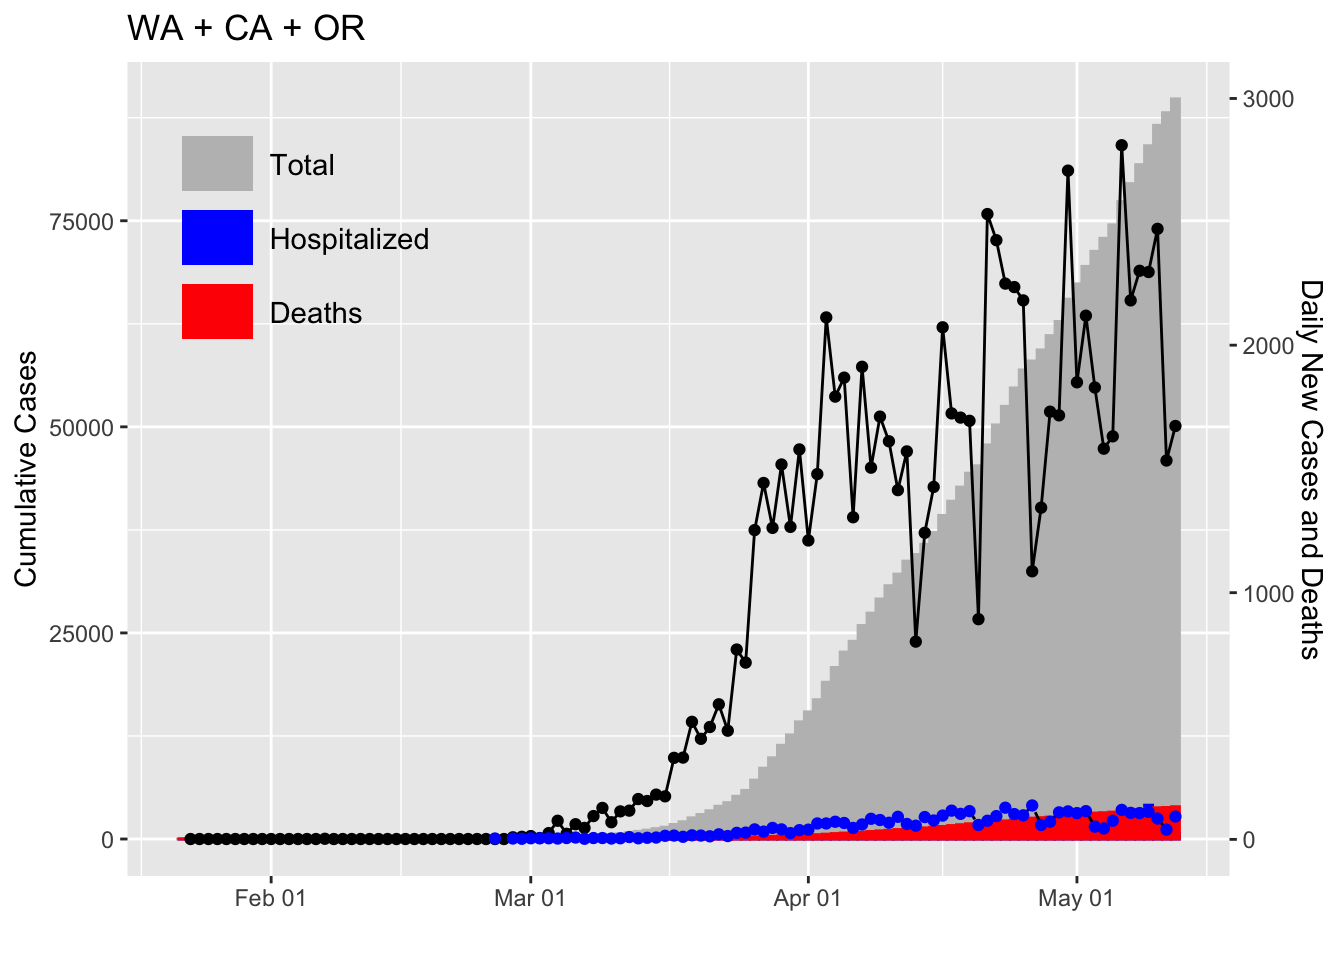 WA + CA + OR
Total
Hospitalized
Deaths
Cumulative Cases
75000
50000
25000
0
3000
2000
1000
0
Daily New Cases and Deaths
Feb 01
Mar 01
Apr 01
May 01